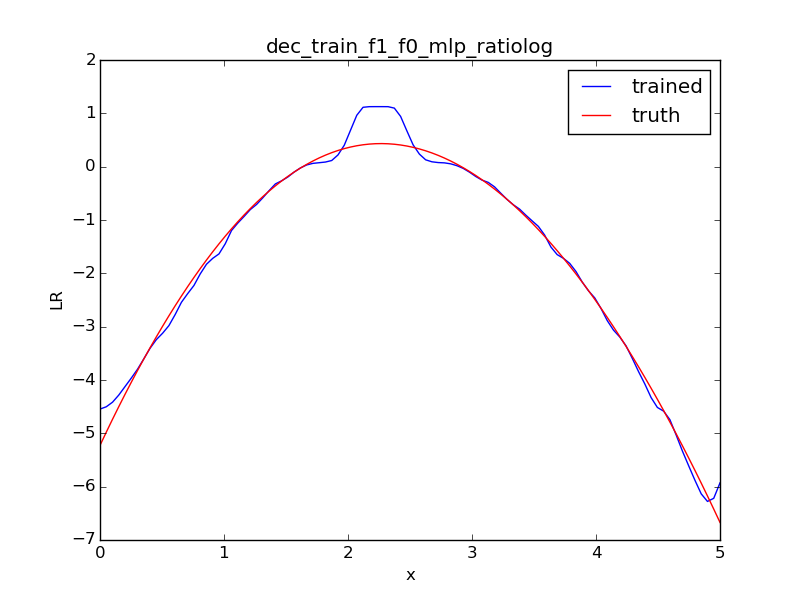 dec_train_f1_f0_mlp_ratiolog
trained
truth
2
1
0
−1
−2
−3
−4
−5
−6
−7
LR
0 1 2 3 4 5
x